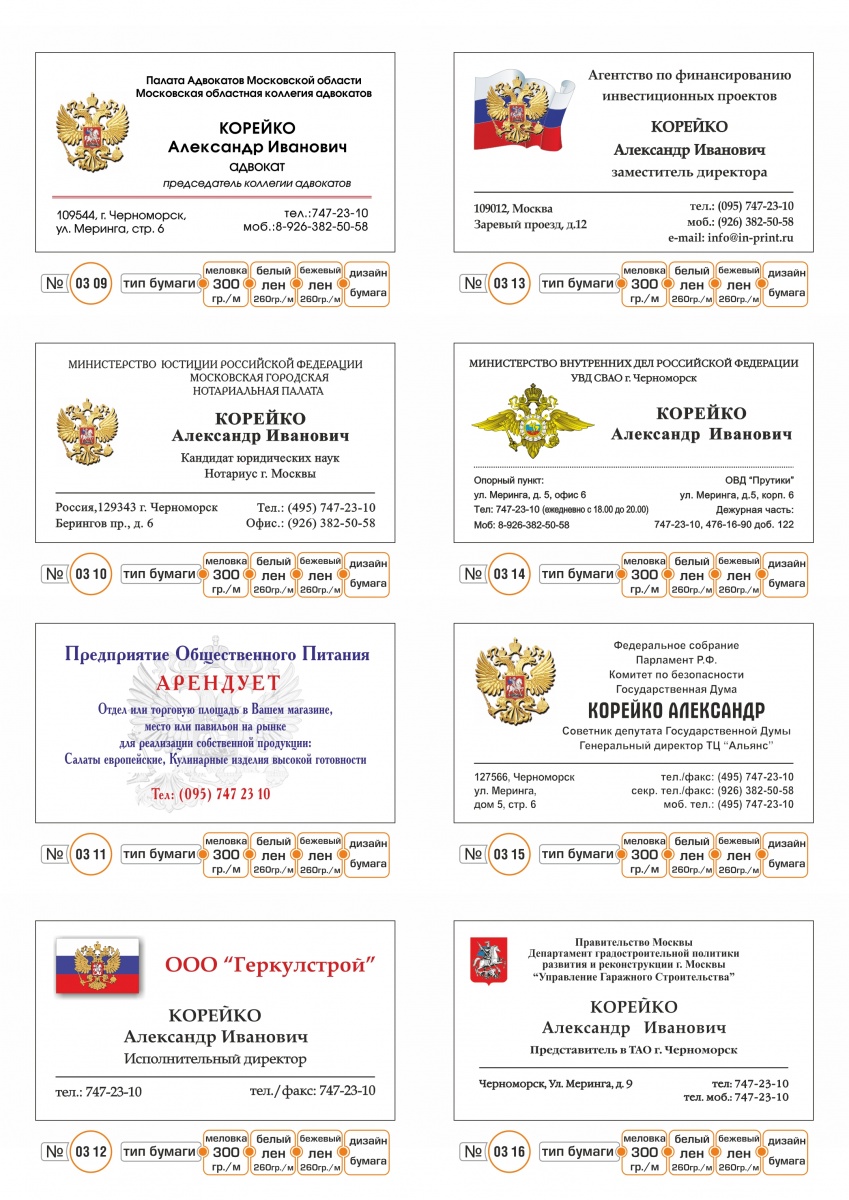 Палата Адвокатов Московской области
Московская областная коллегия адвокатов
КОРЕЙКО
Александр Иванович
адвокат
председатель коллегии адвокатов
109544, г. Черноморск,
ул. Меринга, стр. 6
тел.:747-23-10
моб.:8-926-382-50-58
№ 03 09 тип бумаги меловка 300 гр./м белый лен 260гр./м бежевый лен 260гр./м дизайн бумага
Агентство по финансированию
инвестиционных проектов
КОРЕЙКО
Александр Иванович
заместитель директора
109012, Москва
Заревый проезд, д.12
тел.: (095) 747-23-10
моб.: (926) 382-50-58
e-mail: info@in-print.ru
№ 03 13 тип бумаги меловка 300 гр./м белый лен 260гр./м бежевый лен 260гр./м дизайн бумага
МИНИСТЕРСТВО ЮСТИЦИИ РОССИЙСКОЙ ФЕДЕРАЦИИ
МОСКОВСКАЯ ГОРОДСКАЯ
НОТАРИАЛЬНАЯ ПАЛАТА
КОРЕЙКО
Александр Иванович
Кандидат юридических наук
Нотариус г. Москвы
Россия,129343 г. Черноморск
Берингов пр., д. 6
Тел.: (495) 747-23-10
Офис.: (926) 382-50-58
№ 03 10 тип бумаги меловка 300 гр./м белый лен 260гр./м бежевый лен 260гр./м дизайн бумага
МИНИСТЕРСТВО ВНУТРЕННИХ ДЕЛ РОССИЙСКОЙ ФЕДЕРАЦИИ
УВД СВАО г. Черноморск
КОРЕЙКО
Александр Иванович
Опорный пункт:
ул. Меринга, д. 5, офис 6
Тел: 747-23-10 (ежедневно с 18.00 до 20.00)
Моб: 8-926-382-50-58
ОВД "Прутики"
ул. Меринга, д.5, корп. 6
Дежурная часть:
747-23-10, 476-16-90 доб. 122
№ 03 14 тип бумаги меловка 300 гр./м белый лен 260гр./м бежевый лен 260гр./м дизайн бумага
Предприятие Общественного Питания
АРЕНДУЕТ
Отдел или торговую площадь в Вашем магазине,
место или павильон на рынке
для реализации собственной продукции:
Салаты европейские, Кулинарные изделия высокой готовности
Тел: (095) 747 23 10
№ 03 11 тип бумаги меловка 300 гр./м белый лен 260гр./м бежевый лен 260гр./м дизайн бумага
Федеральное собрание
Парламент Р.Ф.
Комитет по безопасности
Государственная Дума
КОРЕЙКО АЛЕКСАНДР
Советник депутата Государственной Думы
Генеральный директор ТЦ "Альянс"
127566, Черноморск
ул. Меринга,
дом 5, стр. 6
тел./факс: (495) 747-23-10
секр. тел./факс: (926) 382-50-58
моб. тел.: (495) 747-23-10
№ 03 15 тип бумаги меловка 300 гр./м белый лен 260гр./м бежевый лен 260гр./м дизайн бумага
ООО "Геркулстрой"
КОРЕЙКО
Александр Иванович
Исполнительный директор
тел.: 747-23-10
тел./факс: 747-23-10
№ 03 12 тип бумаги меловка 300 гр./м белый лен 260гр./м бежевый лен 260гр./м дизайн бумага
Правительство Москвы
Департамент градостроительной политики
развития и реконструкции г. Москвы
"Управление Гаражного Строительства"
КОРЕЙКО
Александр Иванович
Представитель в ТАО г. Черноморск
Черноморск, Ул. Меринга, д. 9
тел: 747-23-10
тел. моб.: 747-23-10
№ 03 16 тип бумаги меловка 300 гр./м белый лен 260гр./м бежевый лен 260гр./м дизайн бумага